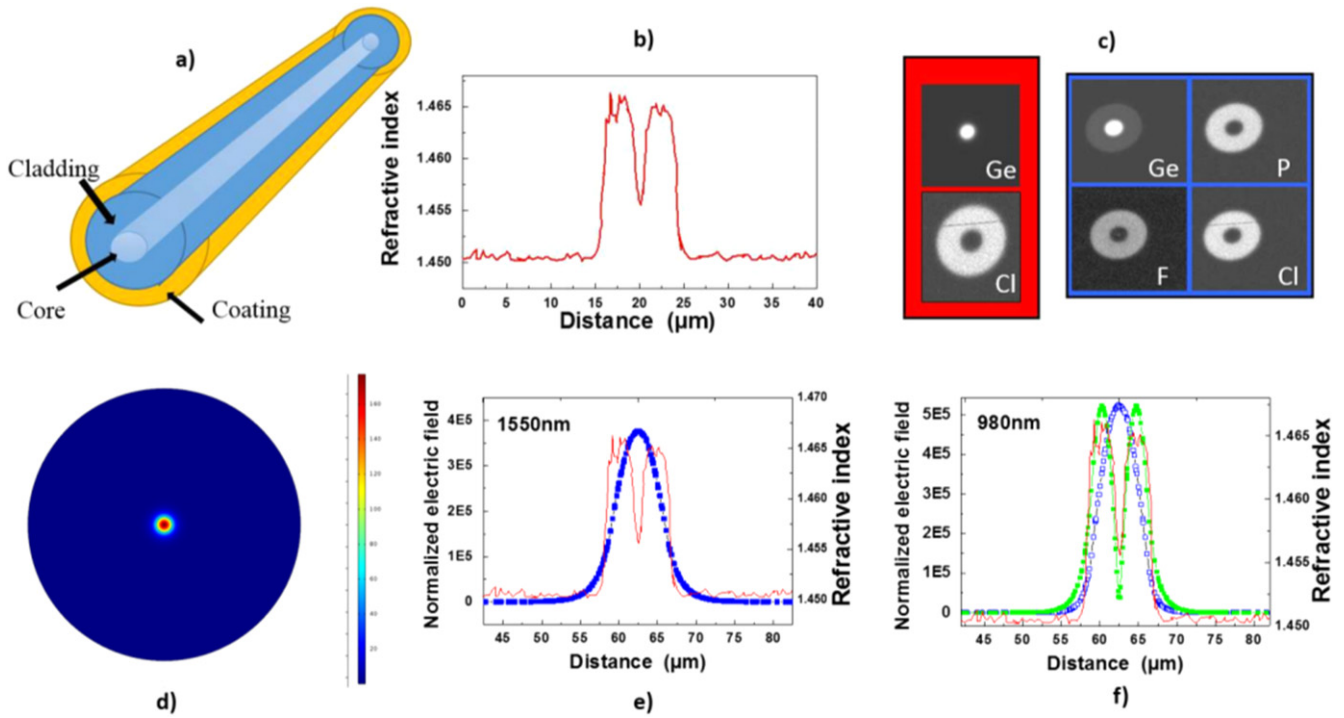 a)
Cladding
Core
Coating
b)
Refractive index
1.465
1.460
1.455
1.450
0 5 10 15 20 25 30 35 40
Distance (μm)
c)
Ge
Cl
Ge
P
F
Cl
160
140
120
100
80
60
40
20
d)
1550nm
Normalized electric field
4E5
3E5
2E5
1E5
0
1.470
1.465
1.460
1.455
1.450
Refractive index
45 50 55 60 65 70 75 80
Distance (μm)
e)
980nm
Normalized electric field
5E5
4E5
3E5
2E5
1E5
0
1.465
1.460
1.455
1.450
Refractive index
45 50 55 60 65 70 75 80
Distance (μm)
f)